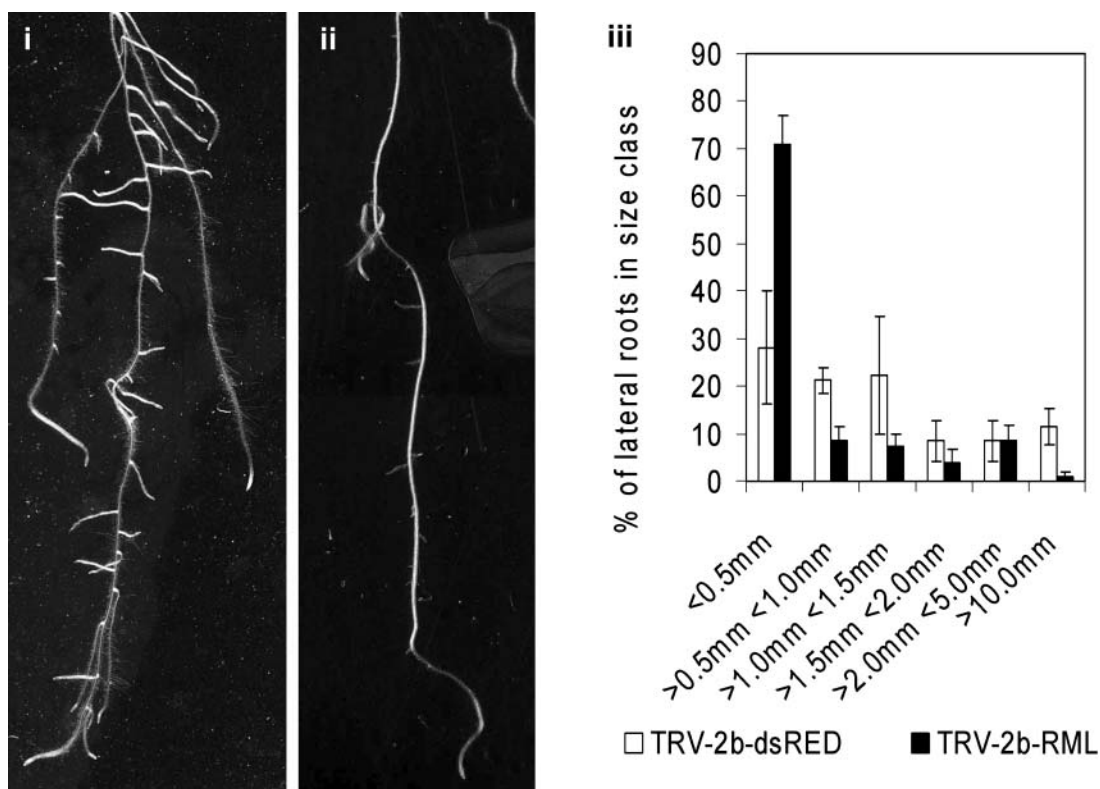 i
ii
iii
% of lateral roots in size class
90
80
70
60
50
40
30
20
10
0
<0.5mm
>0.5mm <1.0mm
>1.0mm <1.5mm
>1.5mm <2.0mm
>2.0mm <5.0mm
>10.0mm
TRV-2b-dsRED
TRV-2b-RML